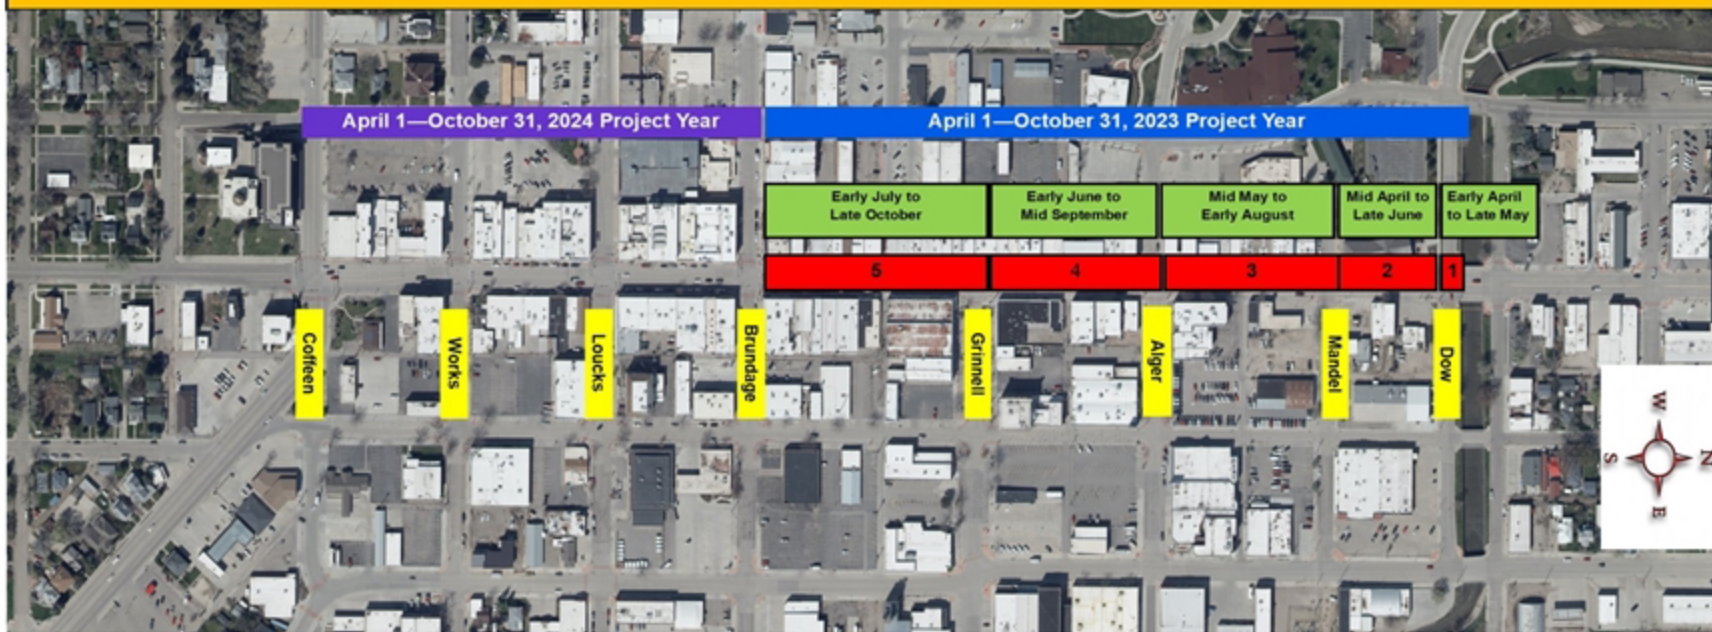 April 1—October 31, 2024 Project Year
April 1—October 31, 2023 Project Year
Early July to
Late October
Early June to
Mid September
Mid May to
Early August
Mid April to
Late June
Early April
to Late May
5
4
3
2
1
Coffeen
Works
Loucks
Brundage
Grinnell
Alger
Mandel
Dow
W
S
N
E